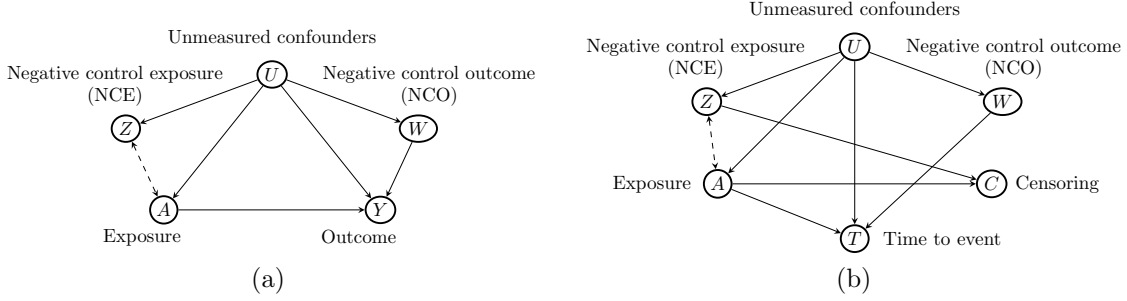 Unmeasured confounders
Negative control exposure
(NCE)
U
Negative control outcome
(NCO)
Z
W
A
Y
Exposure
Outcome
(a)
Unmeasured confounders
Negative control exposure
(NCE)
U
Negative control outcome
(NCO)
Z
W
Exposure
A
C
Censoring
T
Time to event
(b)